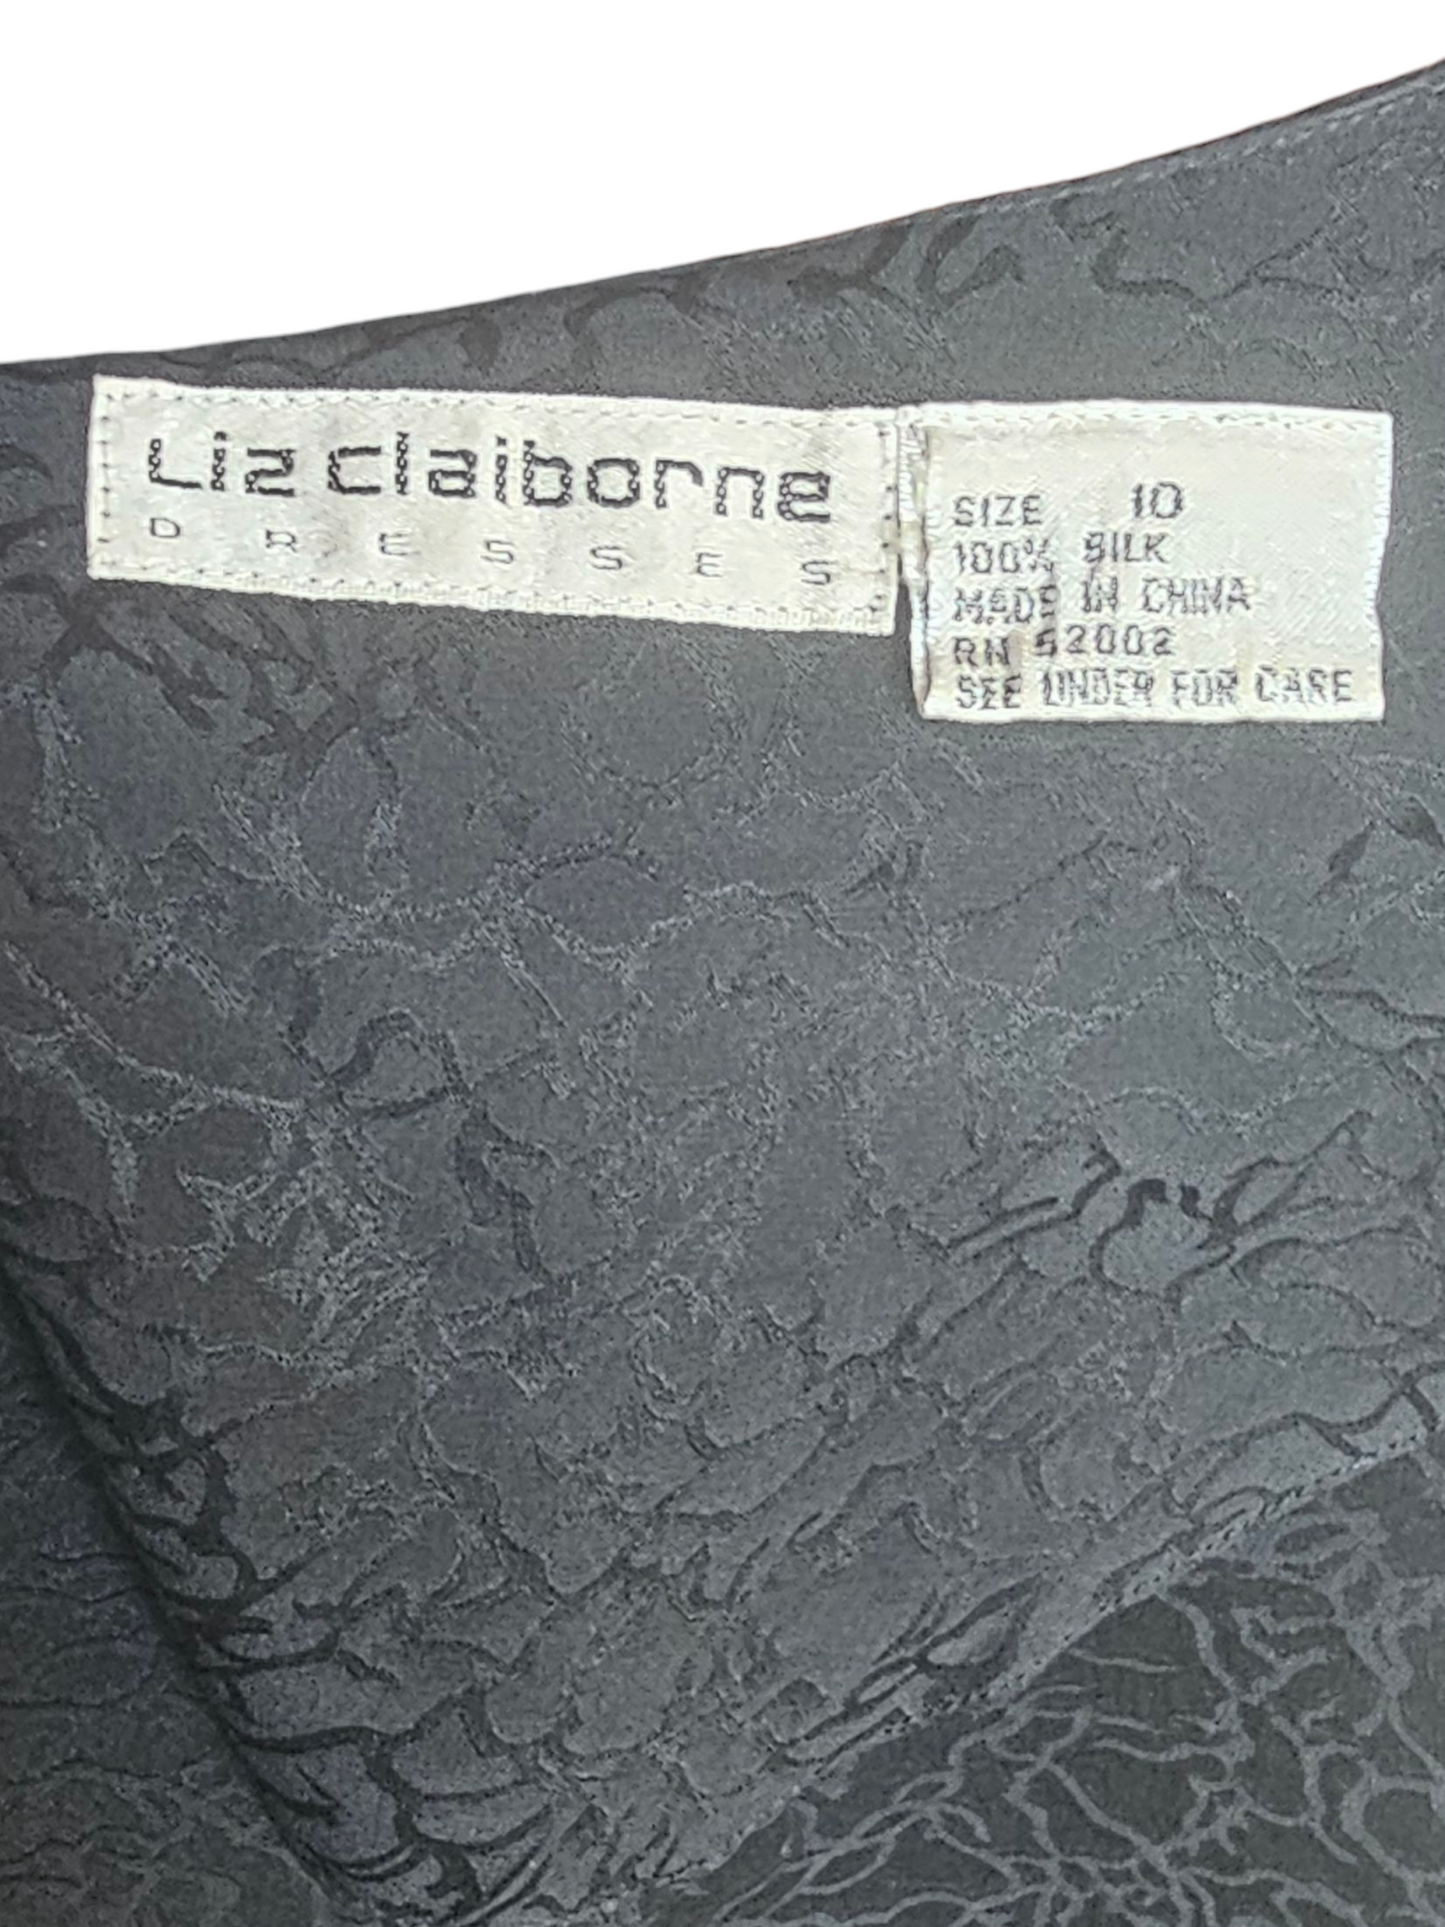 Liz claiborne
DRESSES
SIZE 10
100% SILK
MADE IN CHINA
RN 52002
SEE UNDER FOR CARE